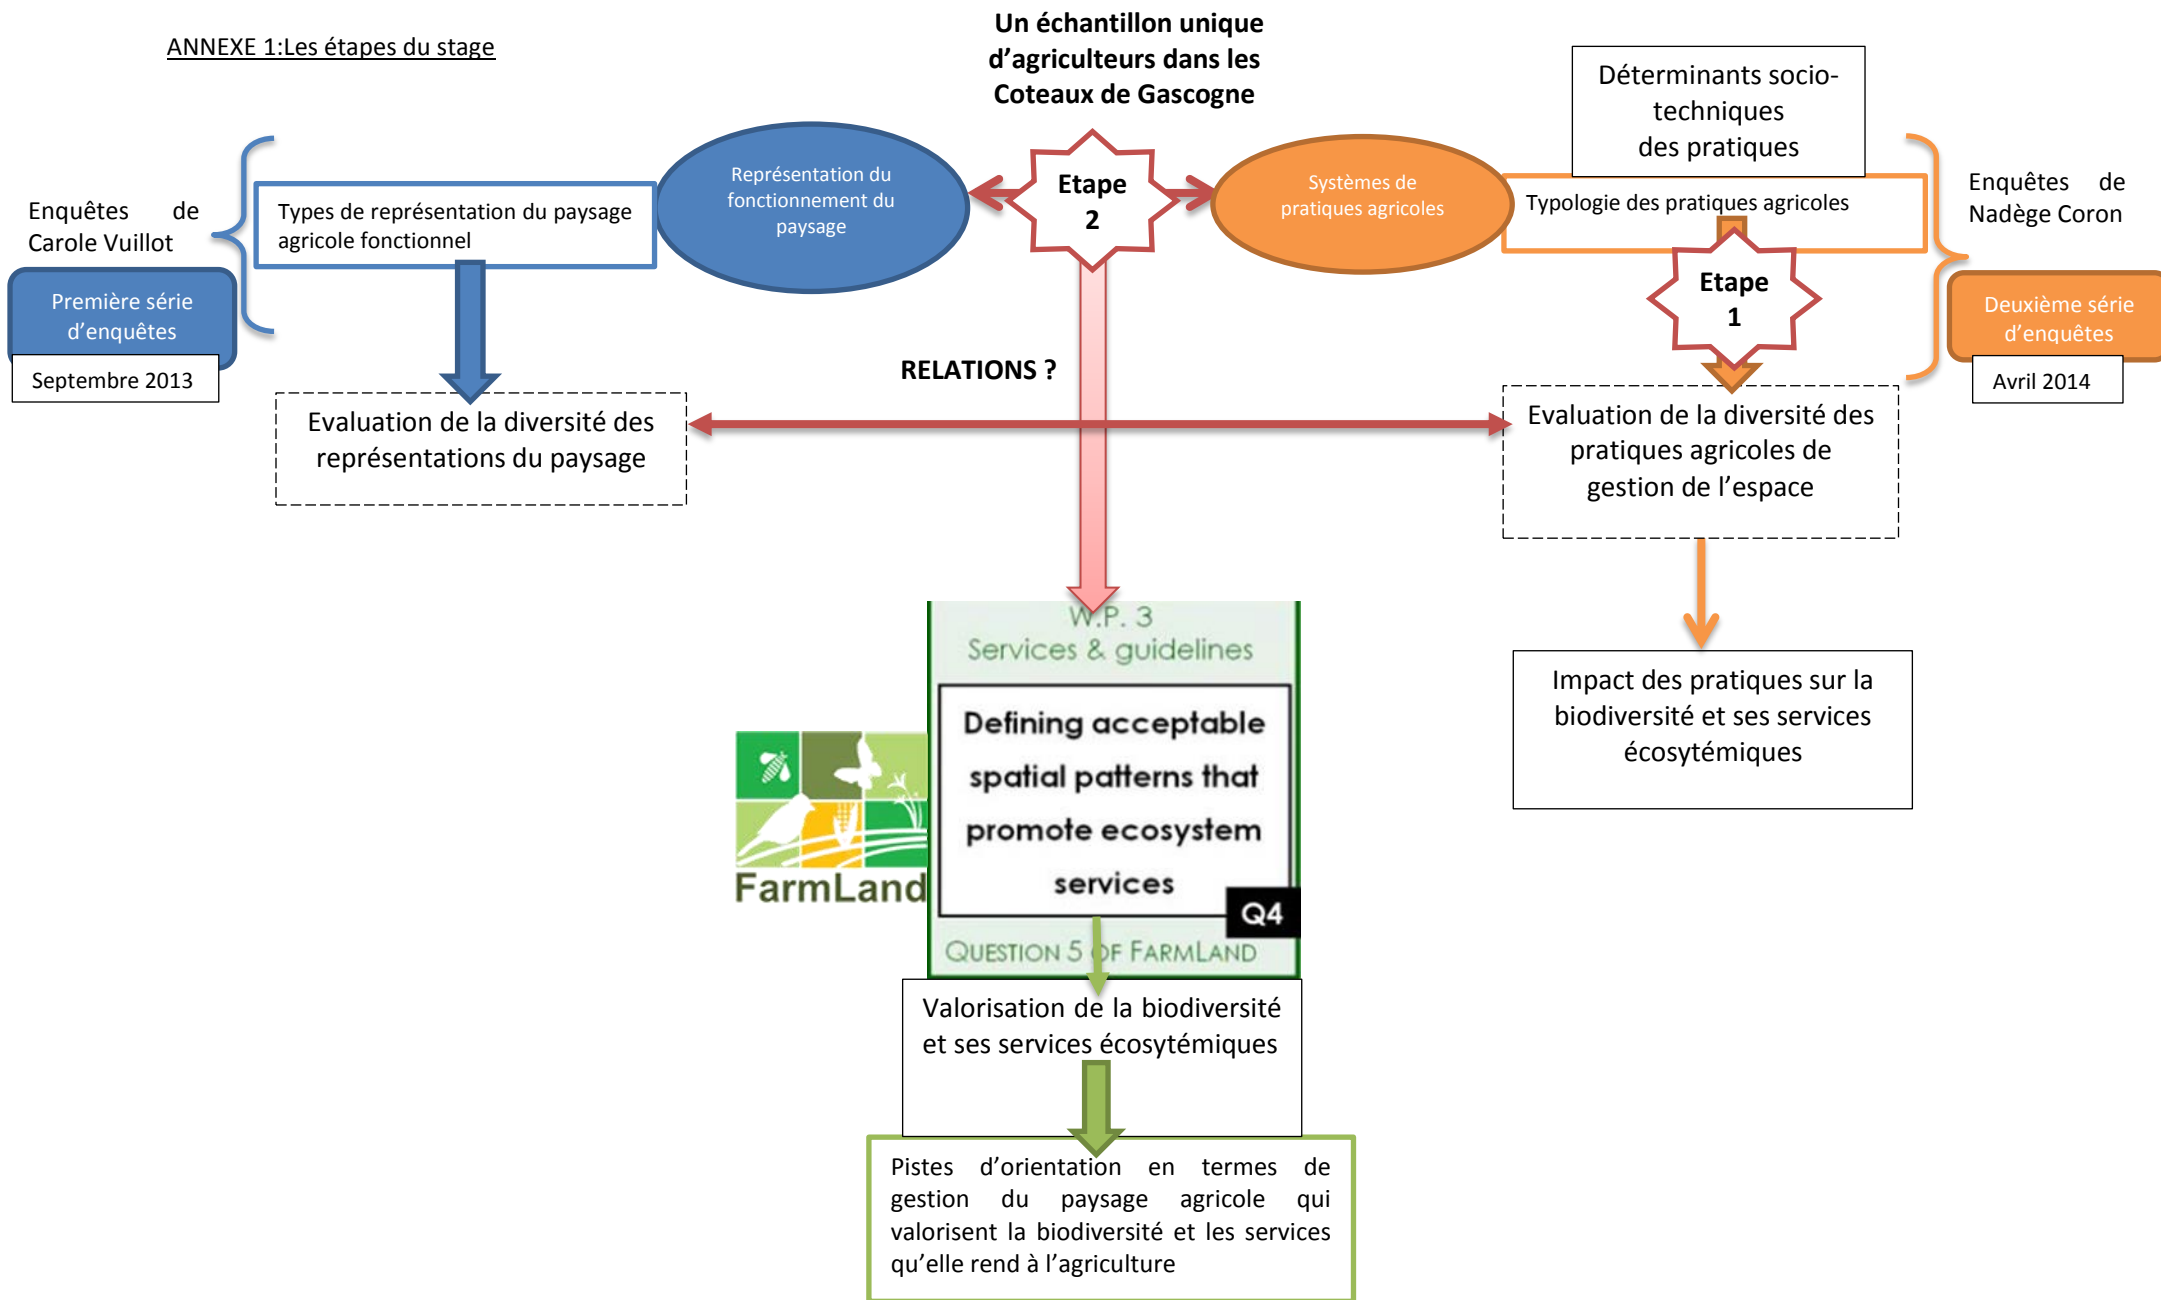 ANNEXE 1:Les étapes du stage
Un échantillon unique
d’agriculteurs dans les
Coteaux de Gascogne
Enquêtes de
Carole Vuillot
Première série
d’enquêtes
Septembre 2013
Types de représentation du paysage
agricole fonctionnel
Représentation du
fonctionnement du
paysage
Etape
2
Systèmes de
pratiques agricoles
Déterminants socio-
techniques
des pratiques
Typologie des pratiques agricoles
Etape
1
Enquêtes de
Nadège Coron
Deuxième série
d’enquêtes
Avril 2014
RELATIONS ?
Evaluation de la diversité des
représentations du paysage
Evaluation de la diversité des
pratiques agricoles de
gestion de l’espace
Impact des pratiques sur la
biodiversité et ses services
écosytémiques
W.P. 3
Services & guidelines
Defining acceptable
spatial patterns that
promote ecosystem
services
Q4
QUESTION 5 OF FARMLAND
FarmLand
Valorisation de la biodiversité
et ses services écosytémiques
Pistes d’orientation en termes de
gestion du paysage agricole qui
valorisent la biodiversité et les services
qu’elle rend à l’agriculture